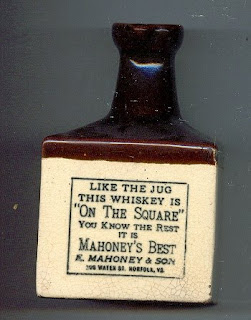 LIKE THE JUG
THIS WHISKEY IS
"ON THE SQUARE"
YOU KNOW THE REST
IT IS
MAHONEY'S BEST
E. MAHONEY & SON
WATER ST. NORFOLK, VA.